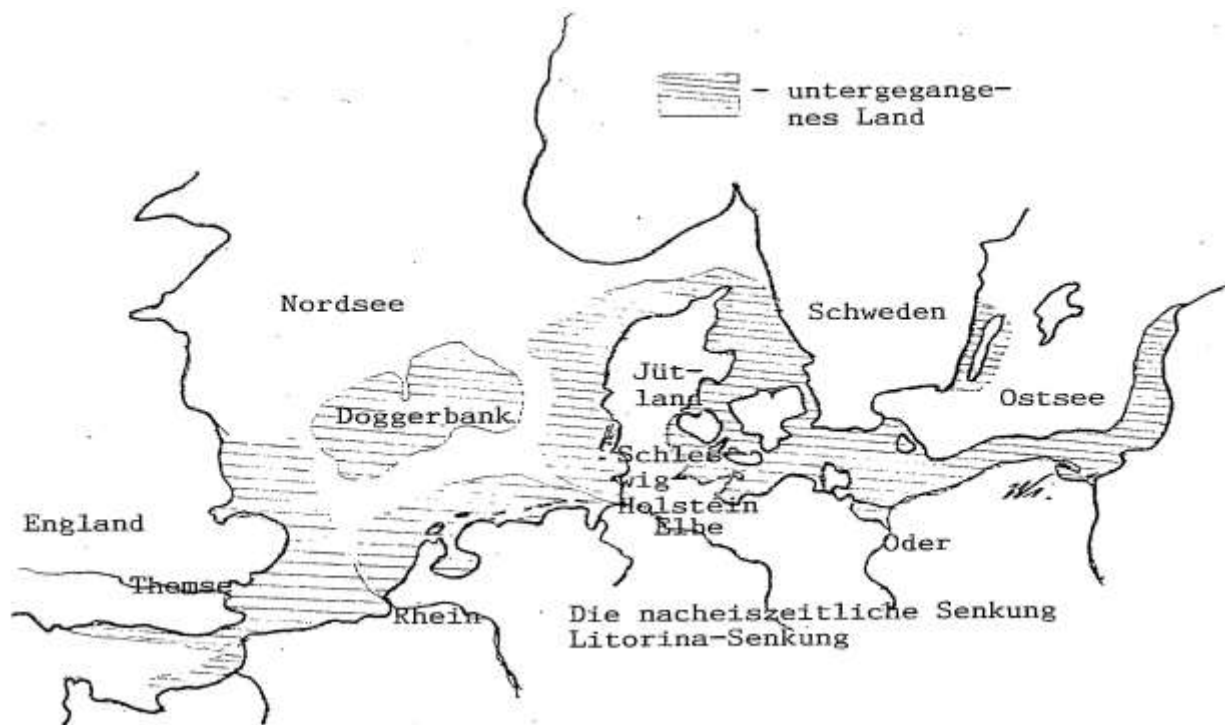 - untergegange-
nes Land
Nordsee
Schweden
Jüt-
land
Ostsee
Doggerbank
Schles-
wig-
Holstein
England
Elbe
Oder
Thomse
Rhein
Die nacheiszeitliche Senkung
Litorina-Senkung